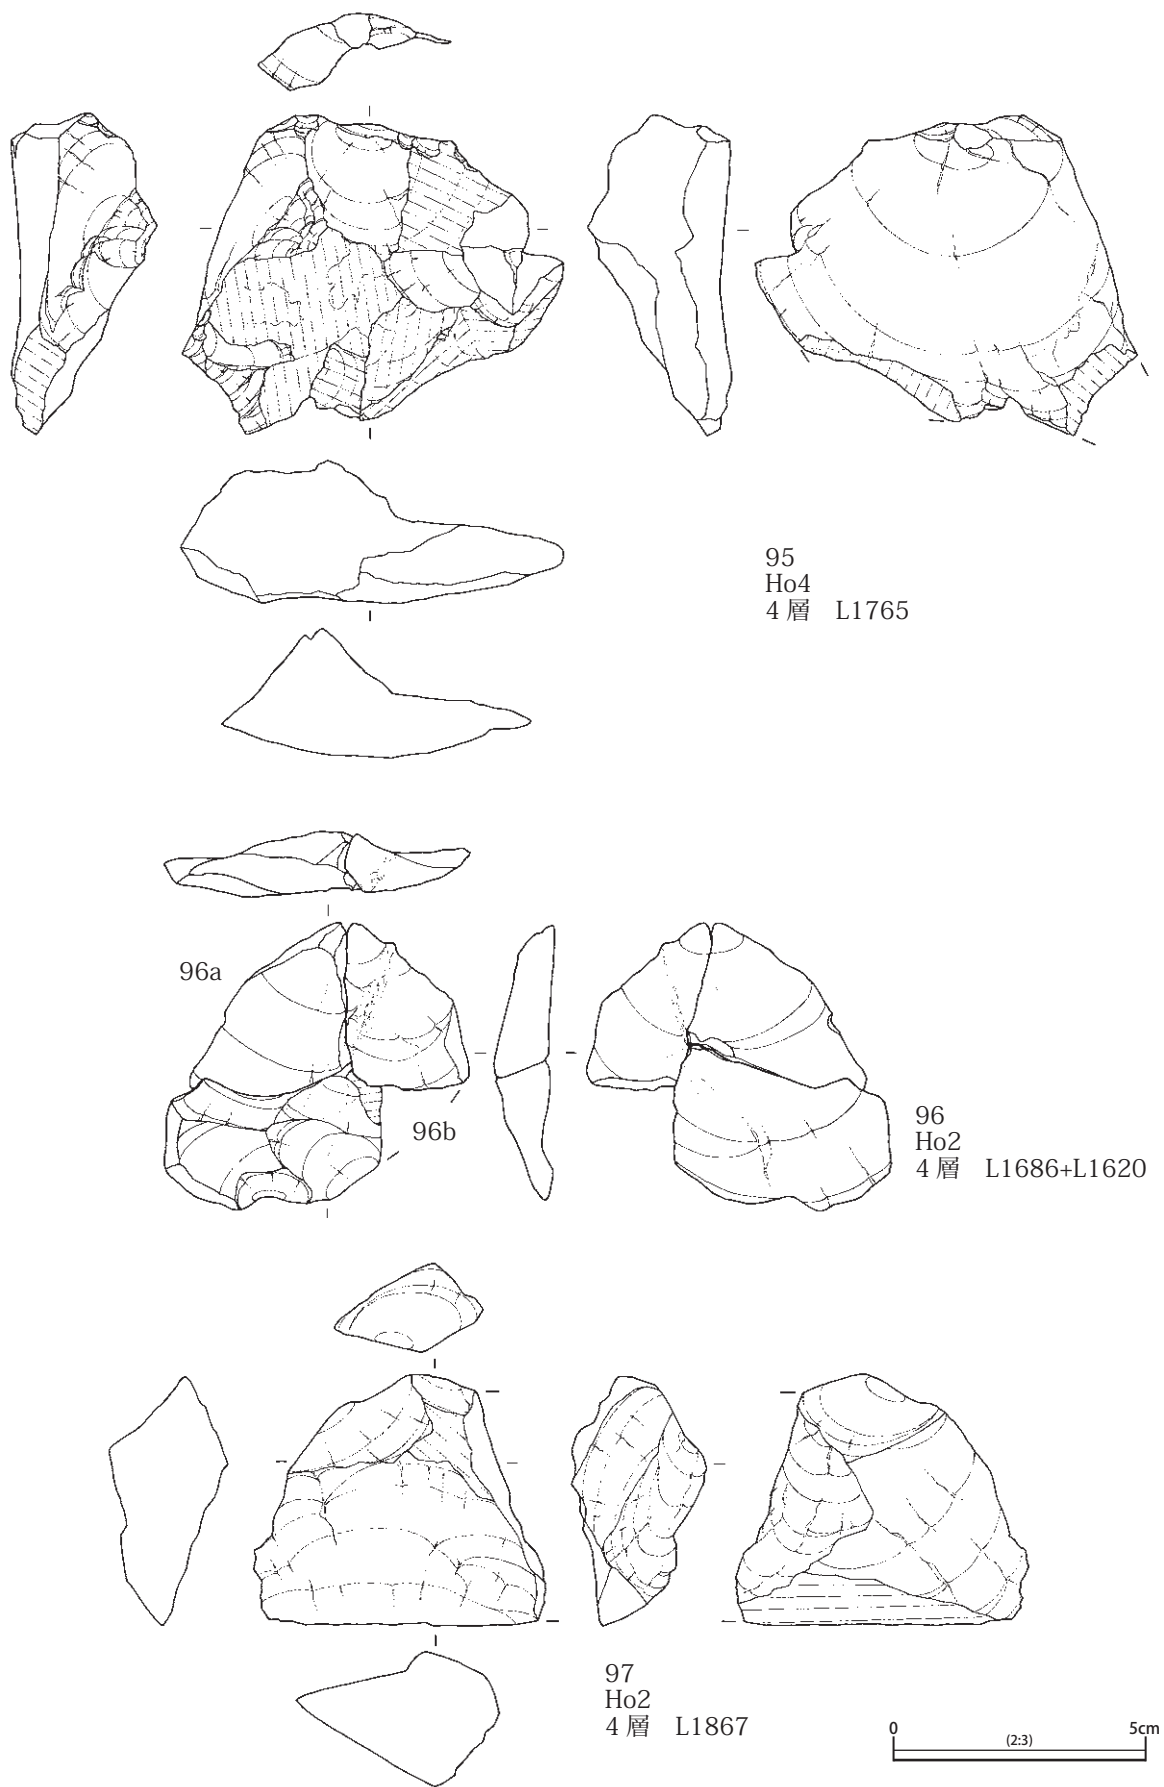 95
Ho4
4層　L1765
96a
96b
96
Ho2
4層　L1686+L1620
97
Ho2
4層　L1867
0
(2:3)
5cm